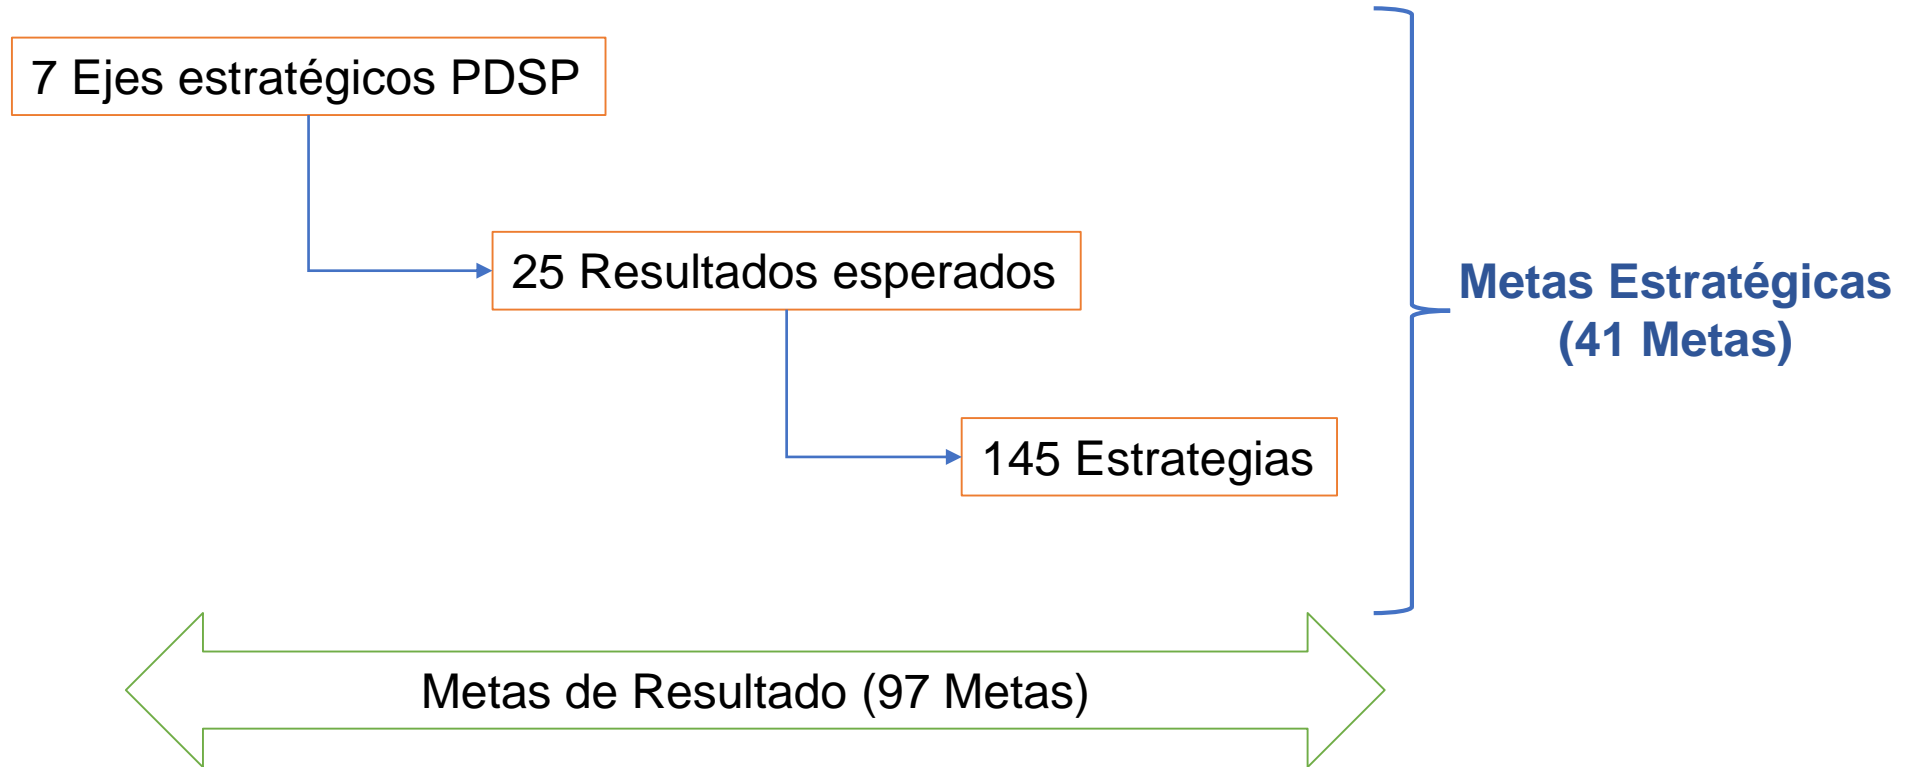 7 Ejes estratégicos PDSP
25 Resultados esperados
Metas Estratégicas
(41 Metas)
145 Estrategias
Metas de Resultado (97 Metas)